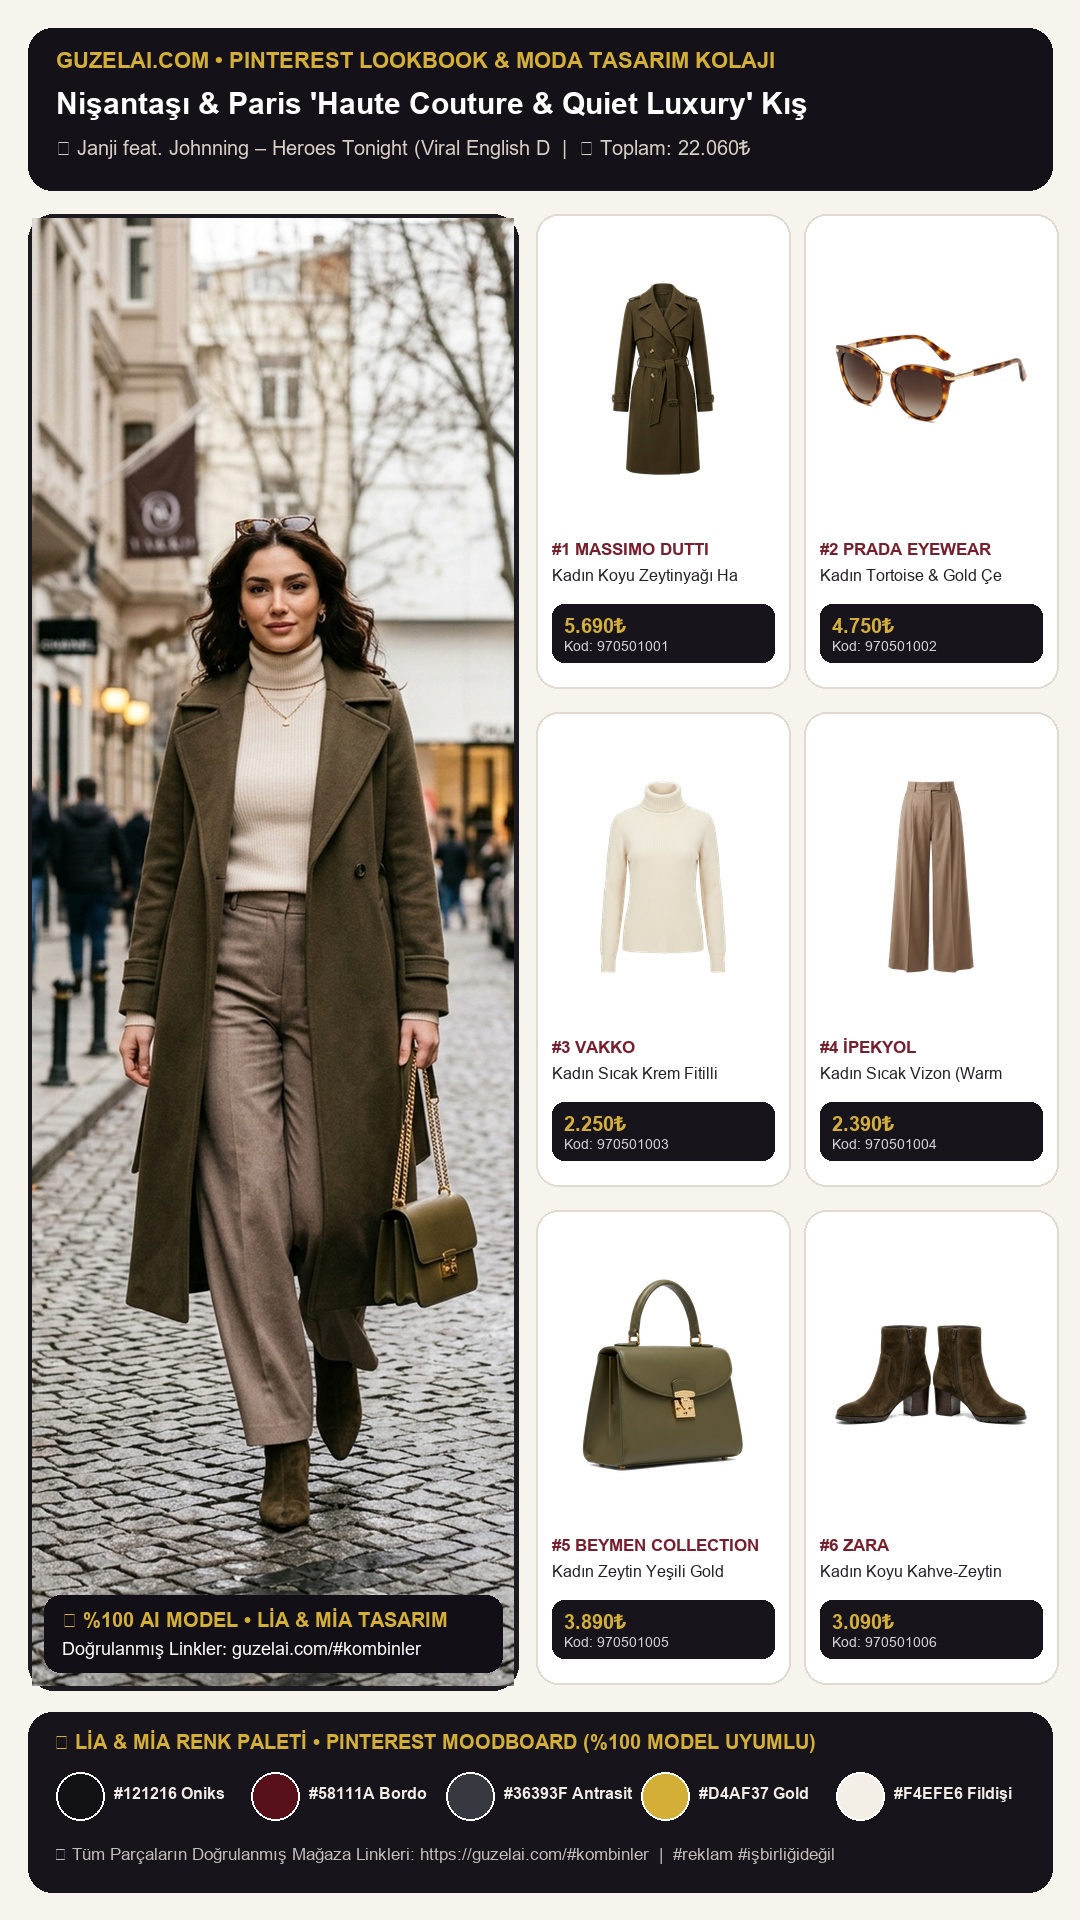 GUZELAI.COM • PINTEREST LOOKBOOK & MODA TASARIM KOLAJI
Nişantaşı & Paris 'Haute Couture & Quiet Luxury' Kış
Janji feat. Johnning – Heroes Tonight (Viral English D | Toplam: 22.060₺
VAKKO
CHANEL
#1 MASSIMO DUTTI
Kadın Koyu Zeytinyağı Ha
5.690₺
Kod: 970501001
#2 PRADA EYEWEAR
Kadın Tortoise & Gold Çe
4.750₺
Kod: 970501002
#3 VAKKO
Kadın Sıcak Krem Fitilli
2.250₺
Kod: 970501003
#4 İPEKYOL
Kadın Sıcak Vizon (Warm
2.390₺
Kod: 970501004
#5 BEYMEN COLLECTION
Kadın Zeytin Yeşili Gold
3.890₺
Kod: 970501005
#6 ZARA
Kadın Koyu Kahve-Zeytin
3.090₺
Kod: 970501006
%100 AI MODEL • LİA & MİA TASARIM
Doğrulanmış Linkler: guzelai.com/#kombinler
LİA & MİA RENK PALETİ • PINTEREST MOODBOARD (%100 MODEL UYUMLU)
#121216 Oniks
#58111A Bordo
#36393F Antrasit
#D4AF37 Gold
#F4EFE6 Fildişi
Tüm Parçaların Doğrulanmış Mağaza Linkleri: https://guzelai.com/#kombinler | #reklam #işbirliğideğil